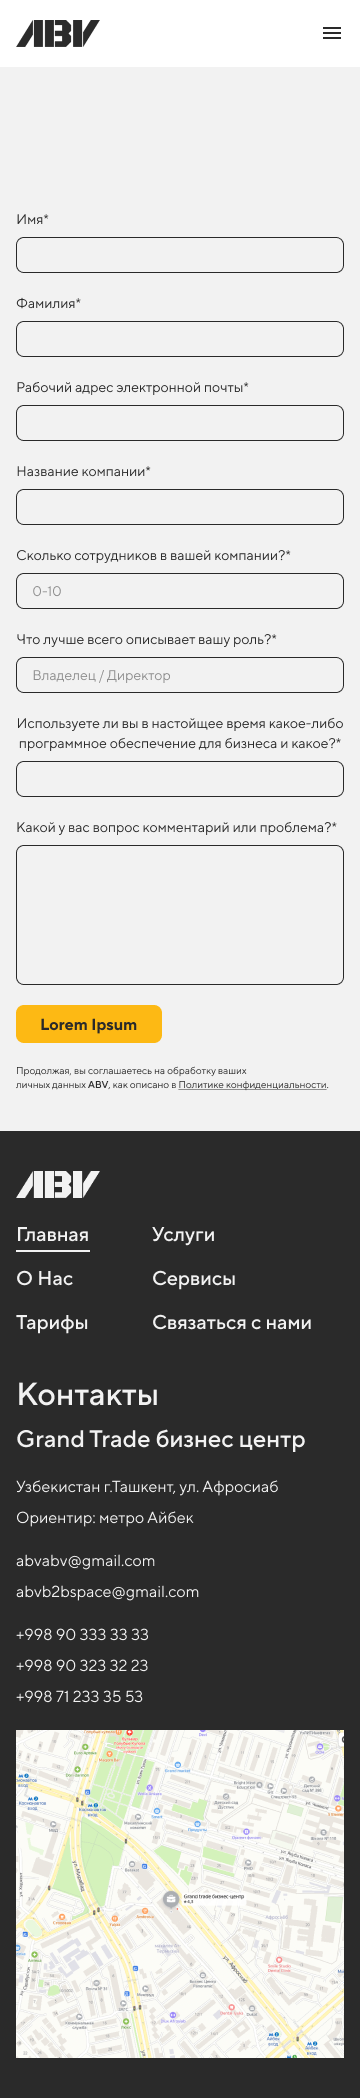 ABV
Имя*
Фамилия*
Рабочий адрес электронной почты*
Название компании*
Сколько сотрудников в вашей компании?*
0-10
Что лучше всего описывает вашу роль?*
Владелец / Директор
Используете ли вы в настойщее время какое-либо
программное обеспечение для бизнеса и какое?*
Какой у вас вопрос комментарий или проблема?*
Lorem Ipsum
Продолжая, вы соглашаетесь на обработку ваших
личных данных ABV, как описано в Политике конфиденциальности.
ABV
Главная Услуги
О Нас Сервисы
Тарифы Связаться с нами
Контакты
Grand Trade бизнес центр
Узбекистан г.Ташкент, ул. Афросиаб
Ориентир: метро Айбек
abvabv@gmail.com
abvb2bspace@gmail.com
+998 90 333 33 33
+998 90 323 32 23
+998 71 233 35 53
Grand trade бизнес-центр
ул. Афросиаб